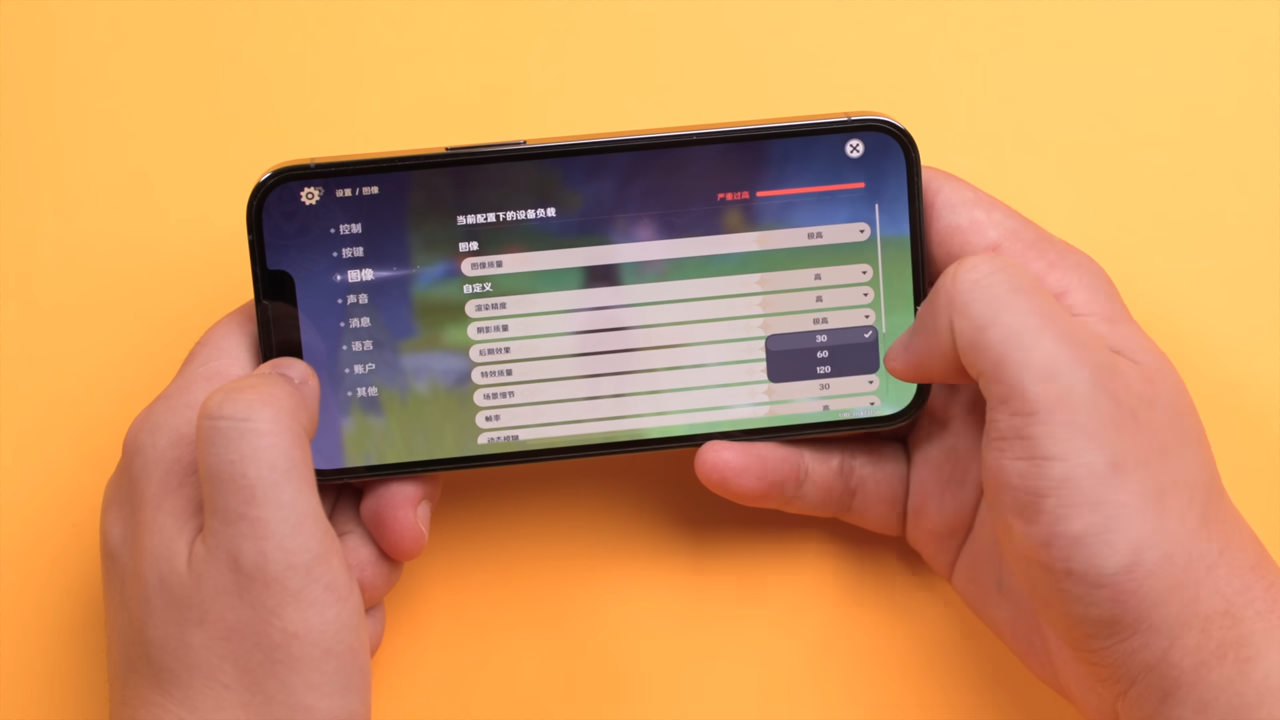 设置 / 图像
控制
按键
图像
声音
消息
语言
账户
其他
严重过高
当前配置下的设备负载
图像
图像质量
极高
自定义
渲染精度
高
阴影质量
高
后期效果
极高
特效质量
场景细节
帧率
30
动态模糊
高
30
60
120